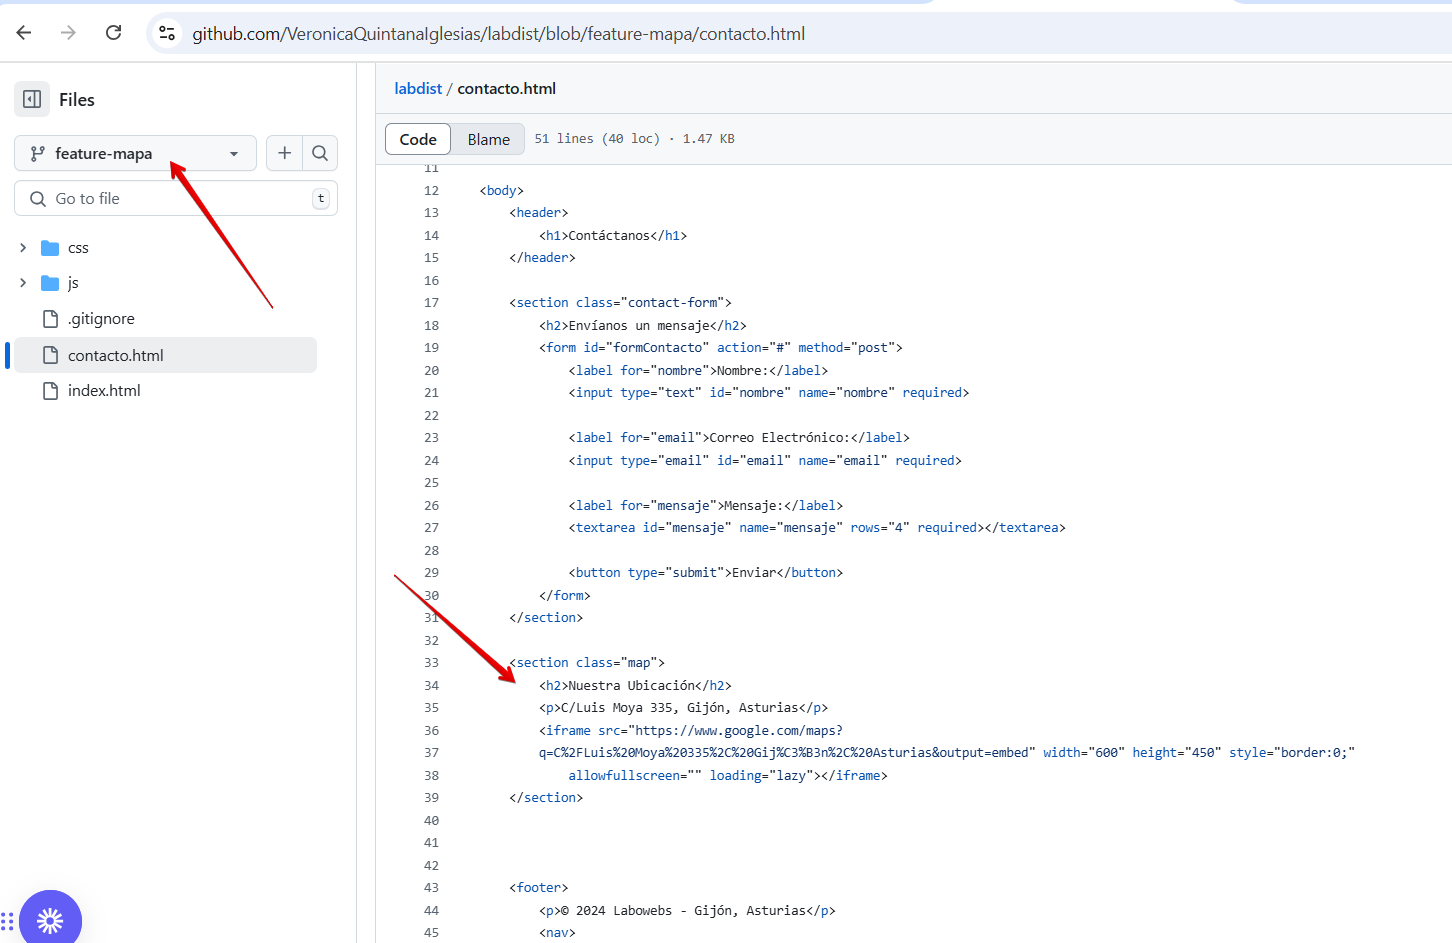 github.com/VeronicaQuintanaIglesias/labdist/blob/feature-mapa/contacto.html
Files
feature-mapa
Go to file
t
css
js
.gitignore
contacto.html
index.html
labdist / contacto.html
Code Blame 51 lines (40 loc) · 1.47 KB
11
12 <body>
13 <header>
14 <h1>Contáctanos</h1>
15 </header>
16
17 <section class="contact-form">
18 <h2>Envíanos un mensaje</h2>
19 <form id="formContacto" action="#" method="post">
20 <label for="nombre">Nombre:</label>
21 <input type="text" id="nombre" name="nombre" required>
22
23 <label for="email">Correo Electrónico:</label>
24 <input type="email" id="email" name="email" required>
25
26 <label for="mensaje">Mensaje:</label>
27 <textarea id="mensaje" name="mensaje" rows="4" required></textarea>
28
29 <button type="submit">Enviar</button>
30 </form>
31 </section>
32
33 <section class="map">
34 <h2>Nuestra Ubicación</h2>
35 <p>C/Luis Moya 335, Gijón, Asturias</p>
36 <iframe src="https://www.google.com/maps?
37 q=C%2FLuis%20Moya%20335%2C%20Gij%C3%B3n%2C%20Asturias&output=embed" width="600" height="450" style="border:0;"
38 allowfullscreen="" loading="lazy"></iframe>
39 </section>
40
41
42
43 <footer>
44 <p>© 2024 Labowebs - Gijón, Asturias</p>
45 <nav>